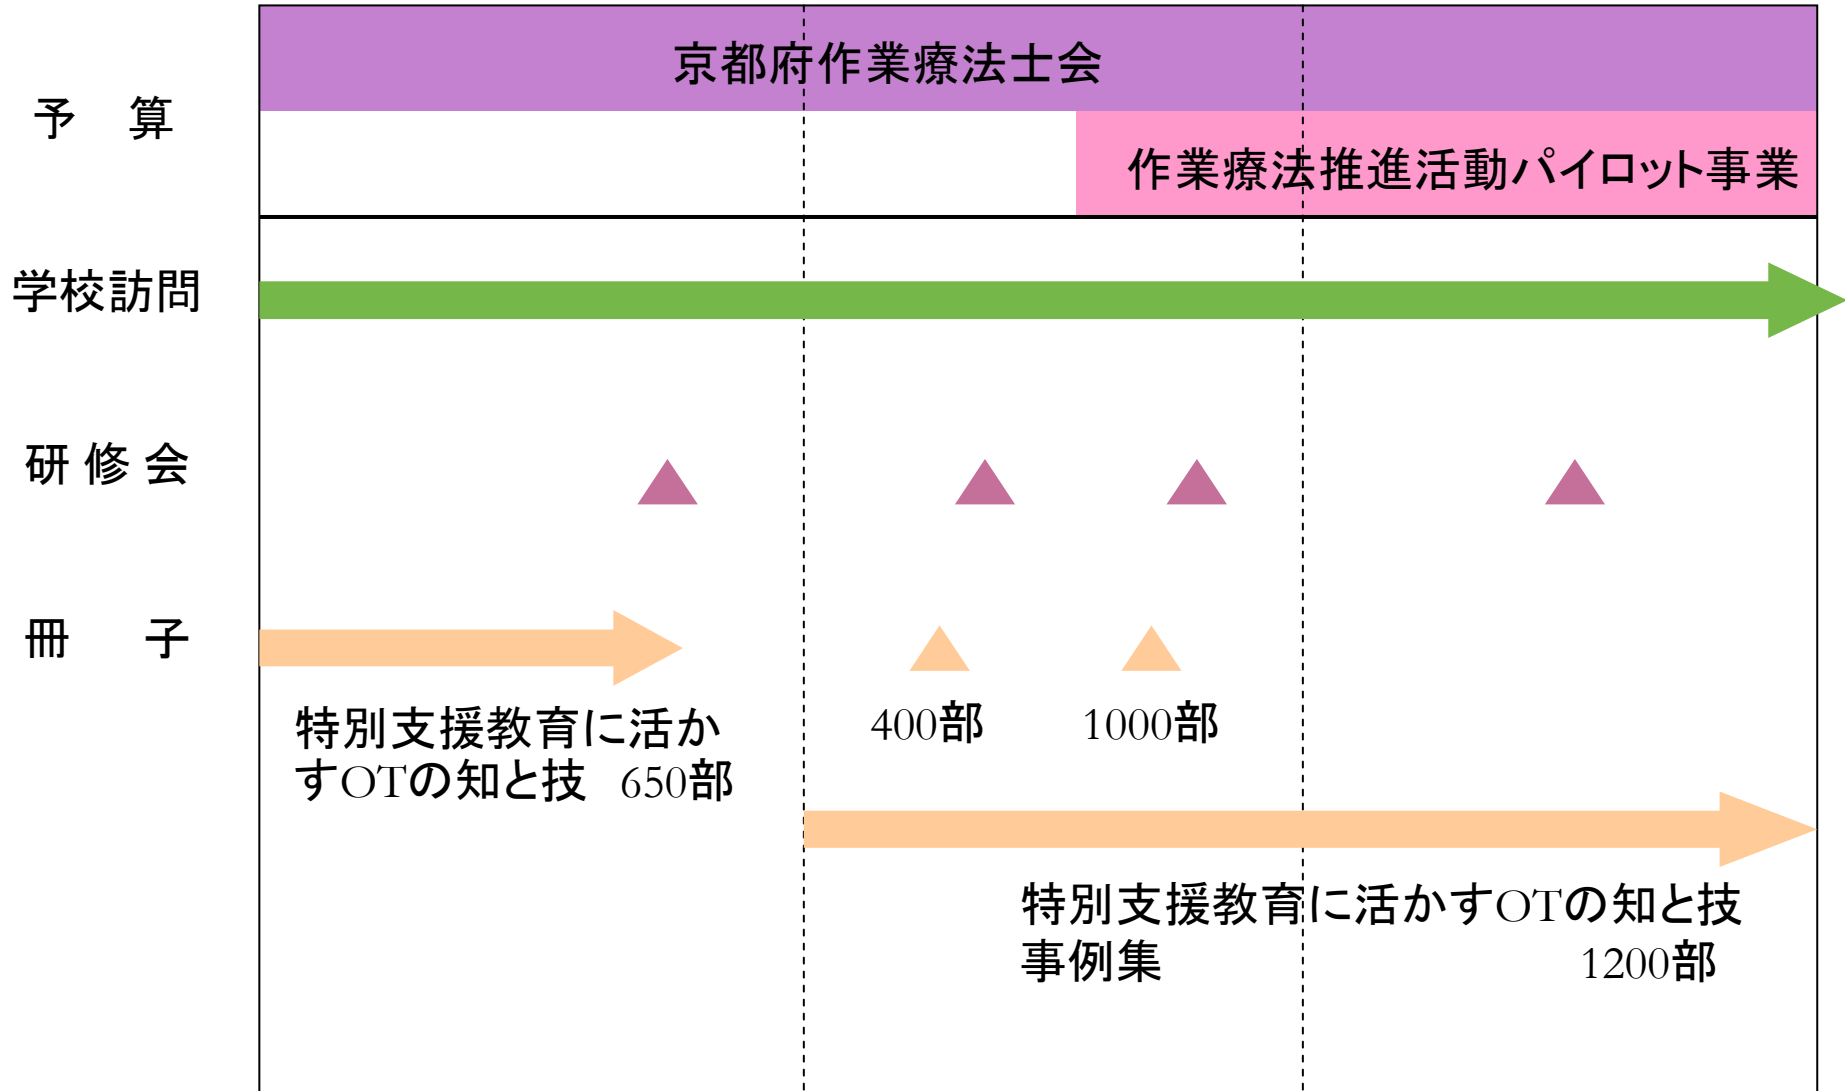 京都府作業療法士会
予　算
作業療法推進活動パイロット事業
学校訪問
研 修 会
冊　子
特別支援教育に活か
すOTの知と技　650部
400部
1000部
特別支援教育に活かすOTの知と技
事例集　1200部